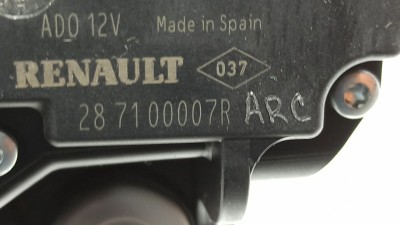 ADO 12V Made in Spain
RENAULT 037
28 71 00007R ARC